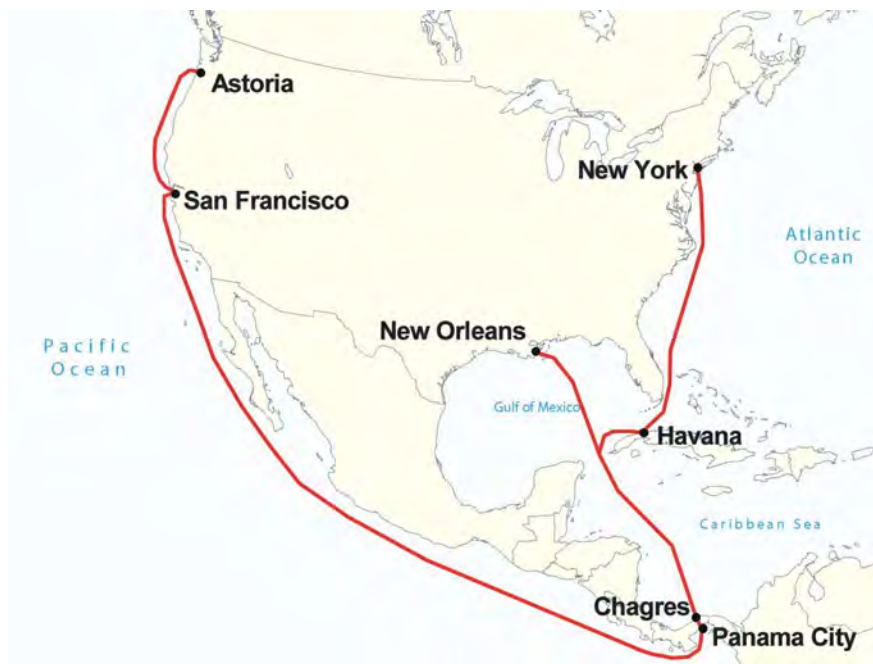 Astoria
New York
San Francisco
Atlantic
Ocean
New Orleans
Pacific
Ocean
Gulf of Mexico
Havana
Caribbean Sea
Chagres
Panama City